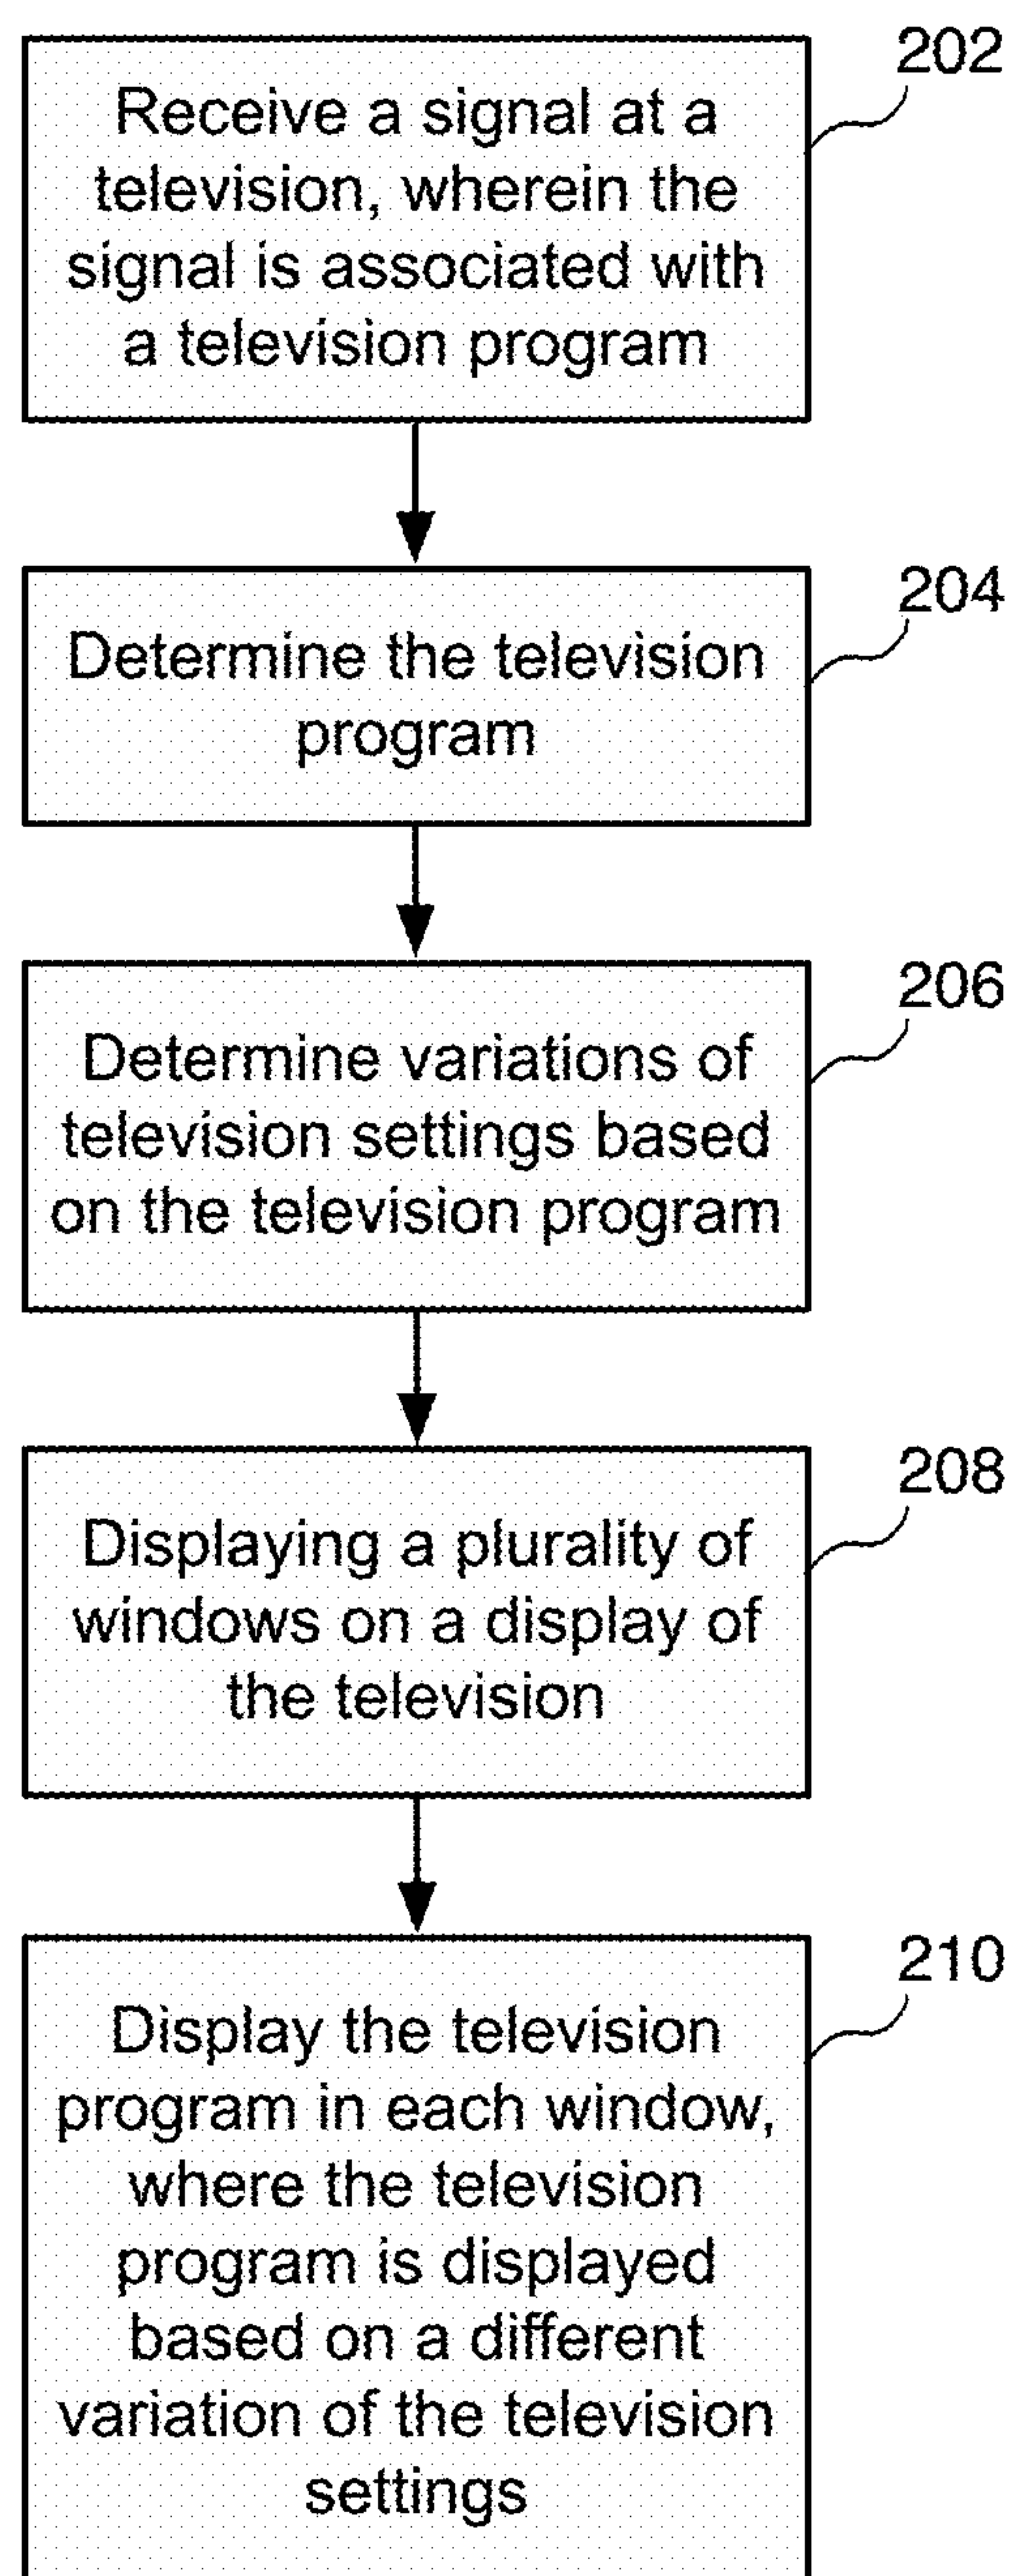 202
Receive a signal at a
television, wherein the
signal is associated with
a television program
204
Determine the television
program
206
Determine variations of
television settings based
on the television program
208
Displaying a plurality of
windows on a display of
the television
210
Display the television
program in each window,
where the television
program is displayed
based on a different
variation of the television
settings